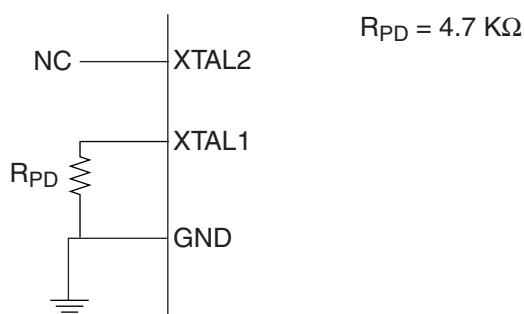 R_PD = 4.7 KΩ
NC
XTAL2
XTAL1
R_PD
GND